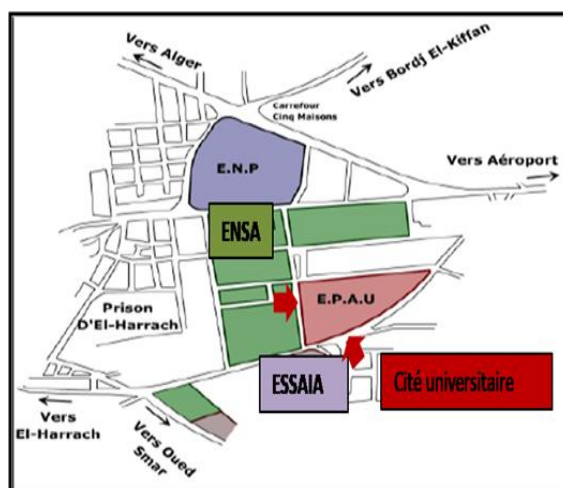 Vers Alger
Vers Bordj El-Kiffan
Carrefour
Cinq Maisons
Vers Aéroport
E.N.P
ENSA
E.P.A.U
Prison
D'El-Harrach
ESSAIA
Cité universitaire
Vers
El-Harrach
Vers Oued
Smar